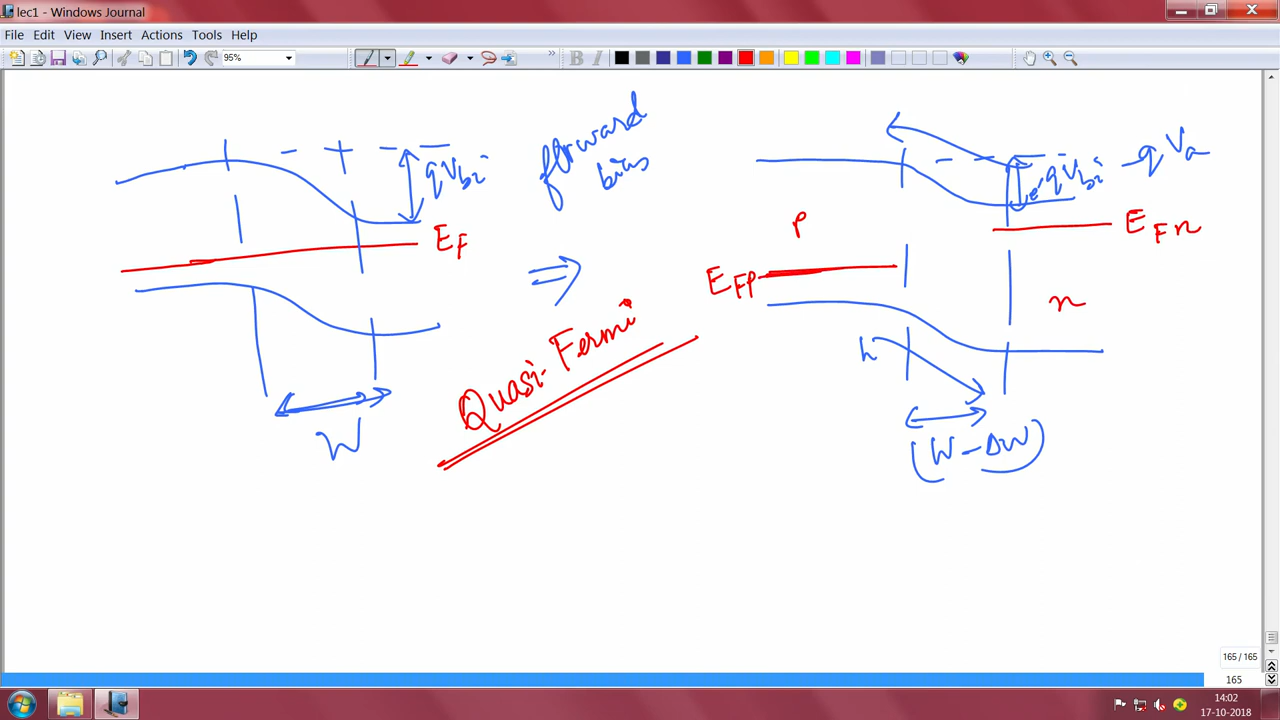 lec1 - Windows Journal
File Edit View Insert Actions Tools Help
95%
qVbi
forward
bias
EF
⇒
Quasi-Fermi
W
e
qVbi - qVa
P
EFn
EFP
n
h
(W-ΔW)
165 / 165
165
14:02
17-10-2018